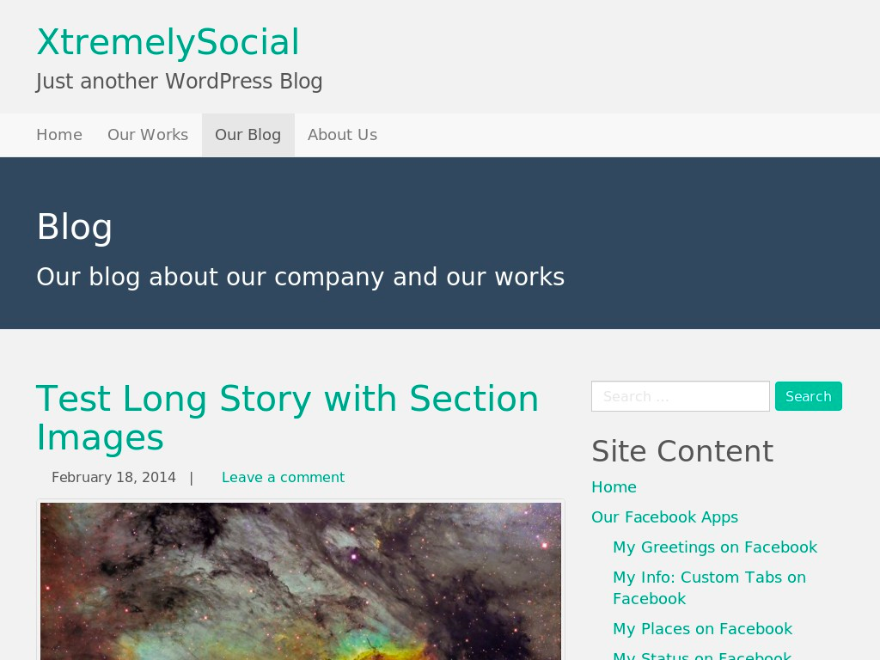 XtremelySocial
Just another WordPress Blog
Home Our Works Our Blog About Us
Blog
Our blog about our company and our works
Test Long Story with Section
Images
February 18, 2014 | Leave a comment
Search ... Search
Site Content
Home
Our Facebook Apps
My Greetings on Facebook
My Info: Custom Tabs on
Facebook
My Places on Facebook
My Status on Facebook